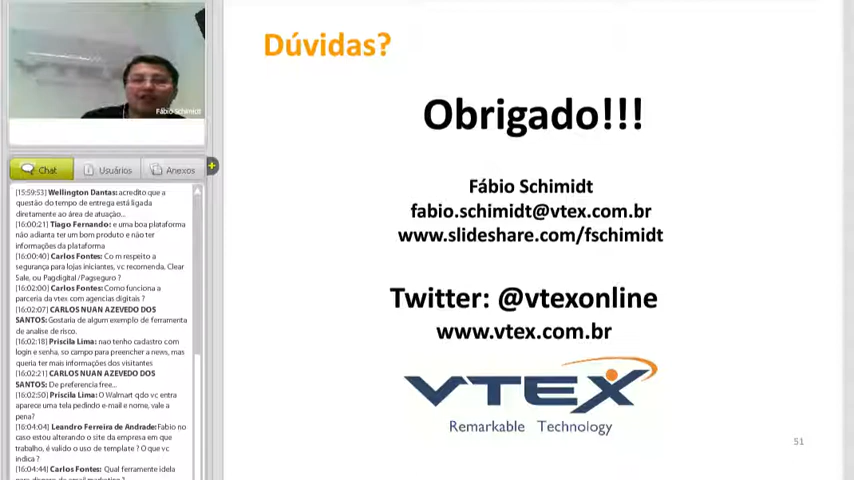 Fábio Schimidt
Chat
Usuários
Anexos
[15:59:53] Wellington Dantas: acredito que a
questão do tempo de entrega está ligada
diretamente ao área de atuação...
[16:00:21] Tiago Fernando: e uma boa plataforma
não adianta ter um bom produto e não ter
informações da plataforma
[16:00:40] Carlos Fontes: Co m respeito a
segurança para lojas iniciantes, vc recomenda. Clear
Sale, ou Pagdigital /Pagseguro ?
[16:02:00] Carlos Fontes: Como funciona a
parceria da vtex com agencias digitais ?
[16:02:07] CARLOS NUAN AZEVEDO DOS
SANTOS: Gostaria de algum exemplo de ferramenta
de analise de risco.
[16:02:18] Priscila Lima: nao tenho cadastro com
login e senha, so campo para preencher a news, mas
queria ter mais informações dos visitantes
[16:02:21] CARLOS NUAN AZEVEDO DOS
SANTOS: De preferencia free...
[16:02:50] Priscila Lima: O Walmart qdo vc entra
aparece uma tela pedindo e-mail e nome, vale a
pena?
[16:04:04] Leandro Ferreira de Andrade: Fabio no
caso estou alterando o site da empresa em que
trabalho, é valido o uso de template ? O que vc
indica ?
[16:04:44] Carlos Fontes: Qual ferramente idela
Dúvidas?
Obrigado!!!
Fábio Schimidt
fabio.schimidt@vtex.com.br
www.slideshare.com/fschimidt
Twitter: @vtexonline
www.vtex.com.br
VTEX
Remarkable Technology
51